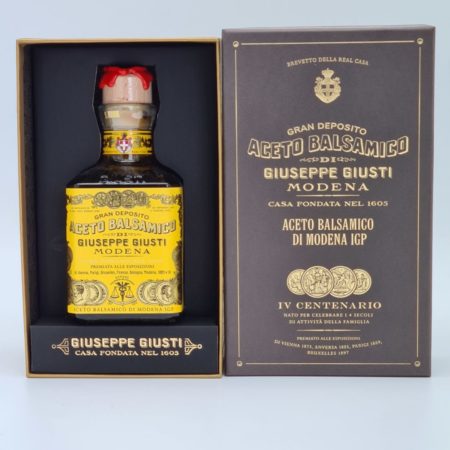 GRAN DEPOSITO
ACETO BALSAMICO
DI
GIUSEPPE GIUSTI
MODENA
PREMIATA ALLE ESPOSIZIONI
ACETO BALSAMICO DI MODENA IGP
GIUSEPPE GIUSTI
CASA FONDATA NEL 1605
BREVETTO DELLA REAL CASA
GRAN DEPOSITO
ACETO BALSAMICO
DI
GIUSEPPE GIUSTI
MODENA
CASA FONDATA NEL 1605
ACETO BALSAMICO
DI MODENA IGP
IV CENTENARIO
NATO PER CELEBRARE I 4 SECOLI
DI ATTIVITÀ DELLA FAMIGLIA
PREMIATO ALLE ESPOSIZIONI
DI VIENNA 1873, ANVERSA 1885, PARIGI 1889,
BRUXELLES 1897